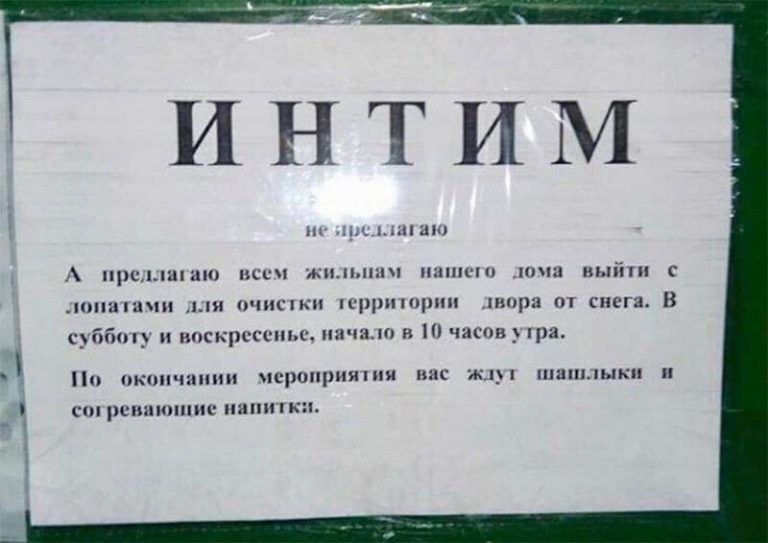 ИНТИМ
не предлагаю
А предлагаю всем жильцам нашего дома выйти с
лопатами для очистки территории двора от снега. В
субботу и воскресенье, начало в 10 часов утра.
По окончании мероприятия вас ждут шашлыки и
согревающие напитки.